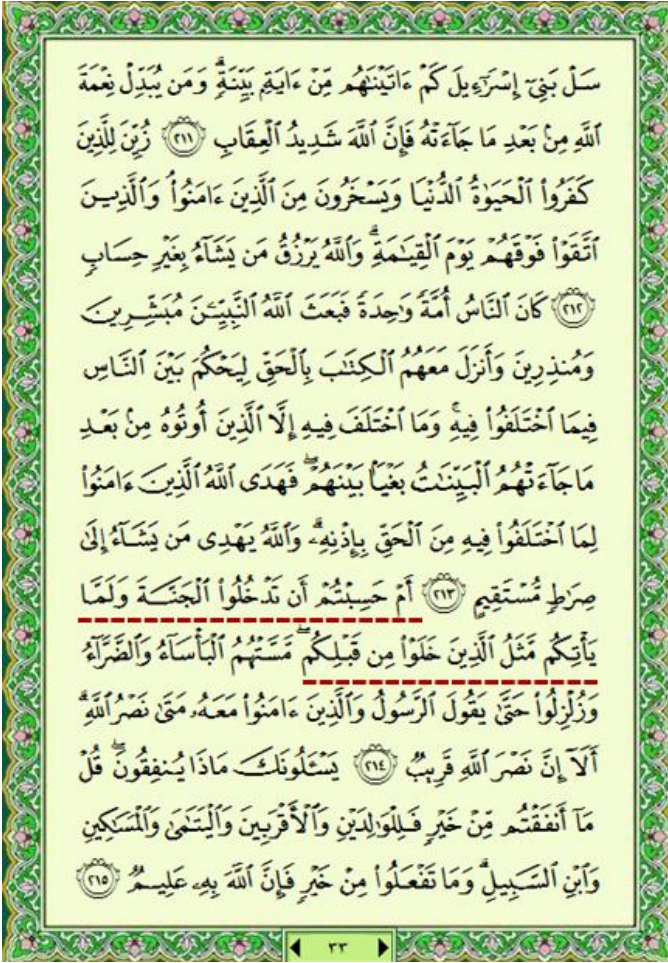 سَلْ بَنِىٓ إِسْرَٰٓءِيلَ كَمْ ءَاتَيْنَٰهُم مِّنْ ءَايَةٍۭ بَيِّنَةٍۗ وَمَن يُبَدِّلْ نِعْمَةَ
ٱللَّهِ مِنۢ بَعْدِ مَا جَآءَتْهُ فَإِنَّ ٱللَّهَ شَدِيدُ ٱلْعِقَابِ ﴿٢١١﴾ زُيِّنَ لِلَّذِينَ
كَفَرُوا۟ ٱلْحَيَوٰةُ ٱلدُّنْيَا وَيَسْخَرُونَ مِنَ ٱلَّذِينَ ءَامَنُوا۟ۘ وَٱلَّذِينَ
ٱتَّقَوْا۟ فَوْقَهُمْ يَوْمَ ٱلْقِيَٰمَةِۗ وَٱللَّهُ يَرْزُقُ مَن يَشَآءُ بِغَيْرِ حِسَابٍ
﴿٢١٢﴾ كَانَ ٱلنَّاسُ أُمَّةً وَٰحِدَةً فَبَعَثَ ٱللَّهُ ٱلنَّبِيِّـۧنَ مُبَشِّرِينَ
وَمُنذِرِينَ وَأَنزَلَ مَعَهُمُ ٱلْكِتَٰبَ بِٱلْحَقِّ لِيَحْكُمَ بَيْنَ ٱلنَّاسِ
فِيمَا ٱخْتَلَفُوا۟ فِيهِۚ وَمَا ٱخْتَلَفَ فِيهِ إِلَّا ٱلَّذِينَ أُوتُوهُ مِنۢ بَعْدِ
مَا جَآءَتْهُمُ ٱلْبَيِّنَٰتُ بَغْيًۢا بَيْنَهُمْۖ فَهَدَى ٱللَّهُ ٱلَّذِينَ ءَامَنُوا۟
لِمَا ٱخْتَلَفُوا۟ فِيهِ مِنَ ٱلْحَقِّ بِإِذْنِهِۦۗ وَٱللَّهُ يَهْدِى مَن يَشَآءُ إِلَىٰ
صِرَٰطٍ مُّسْتَقِيمٍ ﴿٢١٣﴾ أَمْ حَسِبْتُمْ أَن تَدْخُلُوا۟ ٱلْجَنَّةَ وَلَمَّا
يَأْتِكُم مَّثَلُ ٱلَّذِينَ خَلَوْا۟ مِن قَبْلِكُمۖ مَّسَّتْهُمُ ٱلْبَأْسَآءُ وَٱلضَّرَّآءُ
وَزُلْزِلُوا۟ حَتَّىٰ يَقُولَ ٱلرَّسُولُ وَٱلَّذِينَ ءَامَنُوا۟ مَعَهُۥ مَتَىٰ نَصْرُ ٱللَّهِۗ
أَلَآ إِنَّ نَصْرَ ٱللَّهِ قَرِيبٌ ﴿٢١٤﴾ يَسْـَٔلُونَكَ مَاذَا يُنفِقُونَۖ قُلْ
مَآ أَنفَقْتُم مِّنْ خَيْرٍ فَلِلْوَٰلِدَيْنِ وَٱلْأَقْرَبِينَ وَٱلْيَتَٰمَىٰ وَٱلْمَسَٰكِينِ
وَٱبْنِ ٱلسَّبِيلِۗ وَمَا تَفْعَلُوا۟ مِنْ خَيْرٍ فَإِنَّ ٱللَّهَ بِهِۦ عَلِيمٌ ﴿٢١٥﴾
٣٣